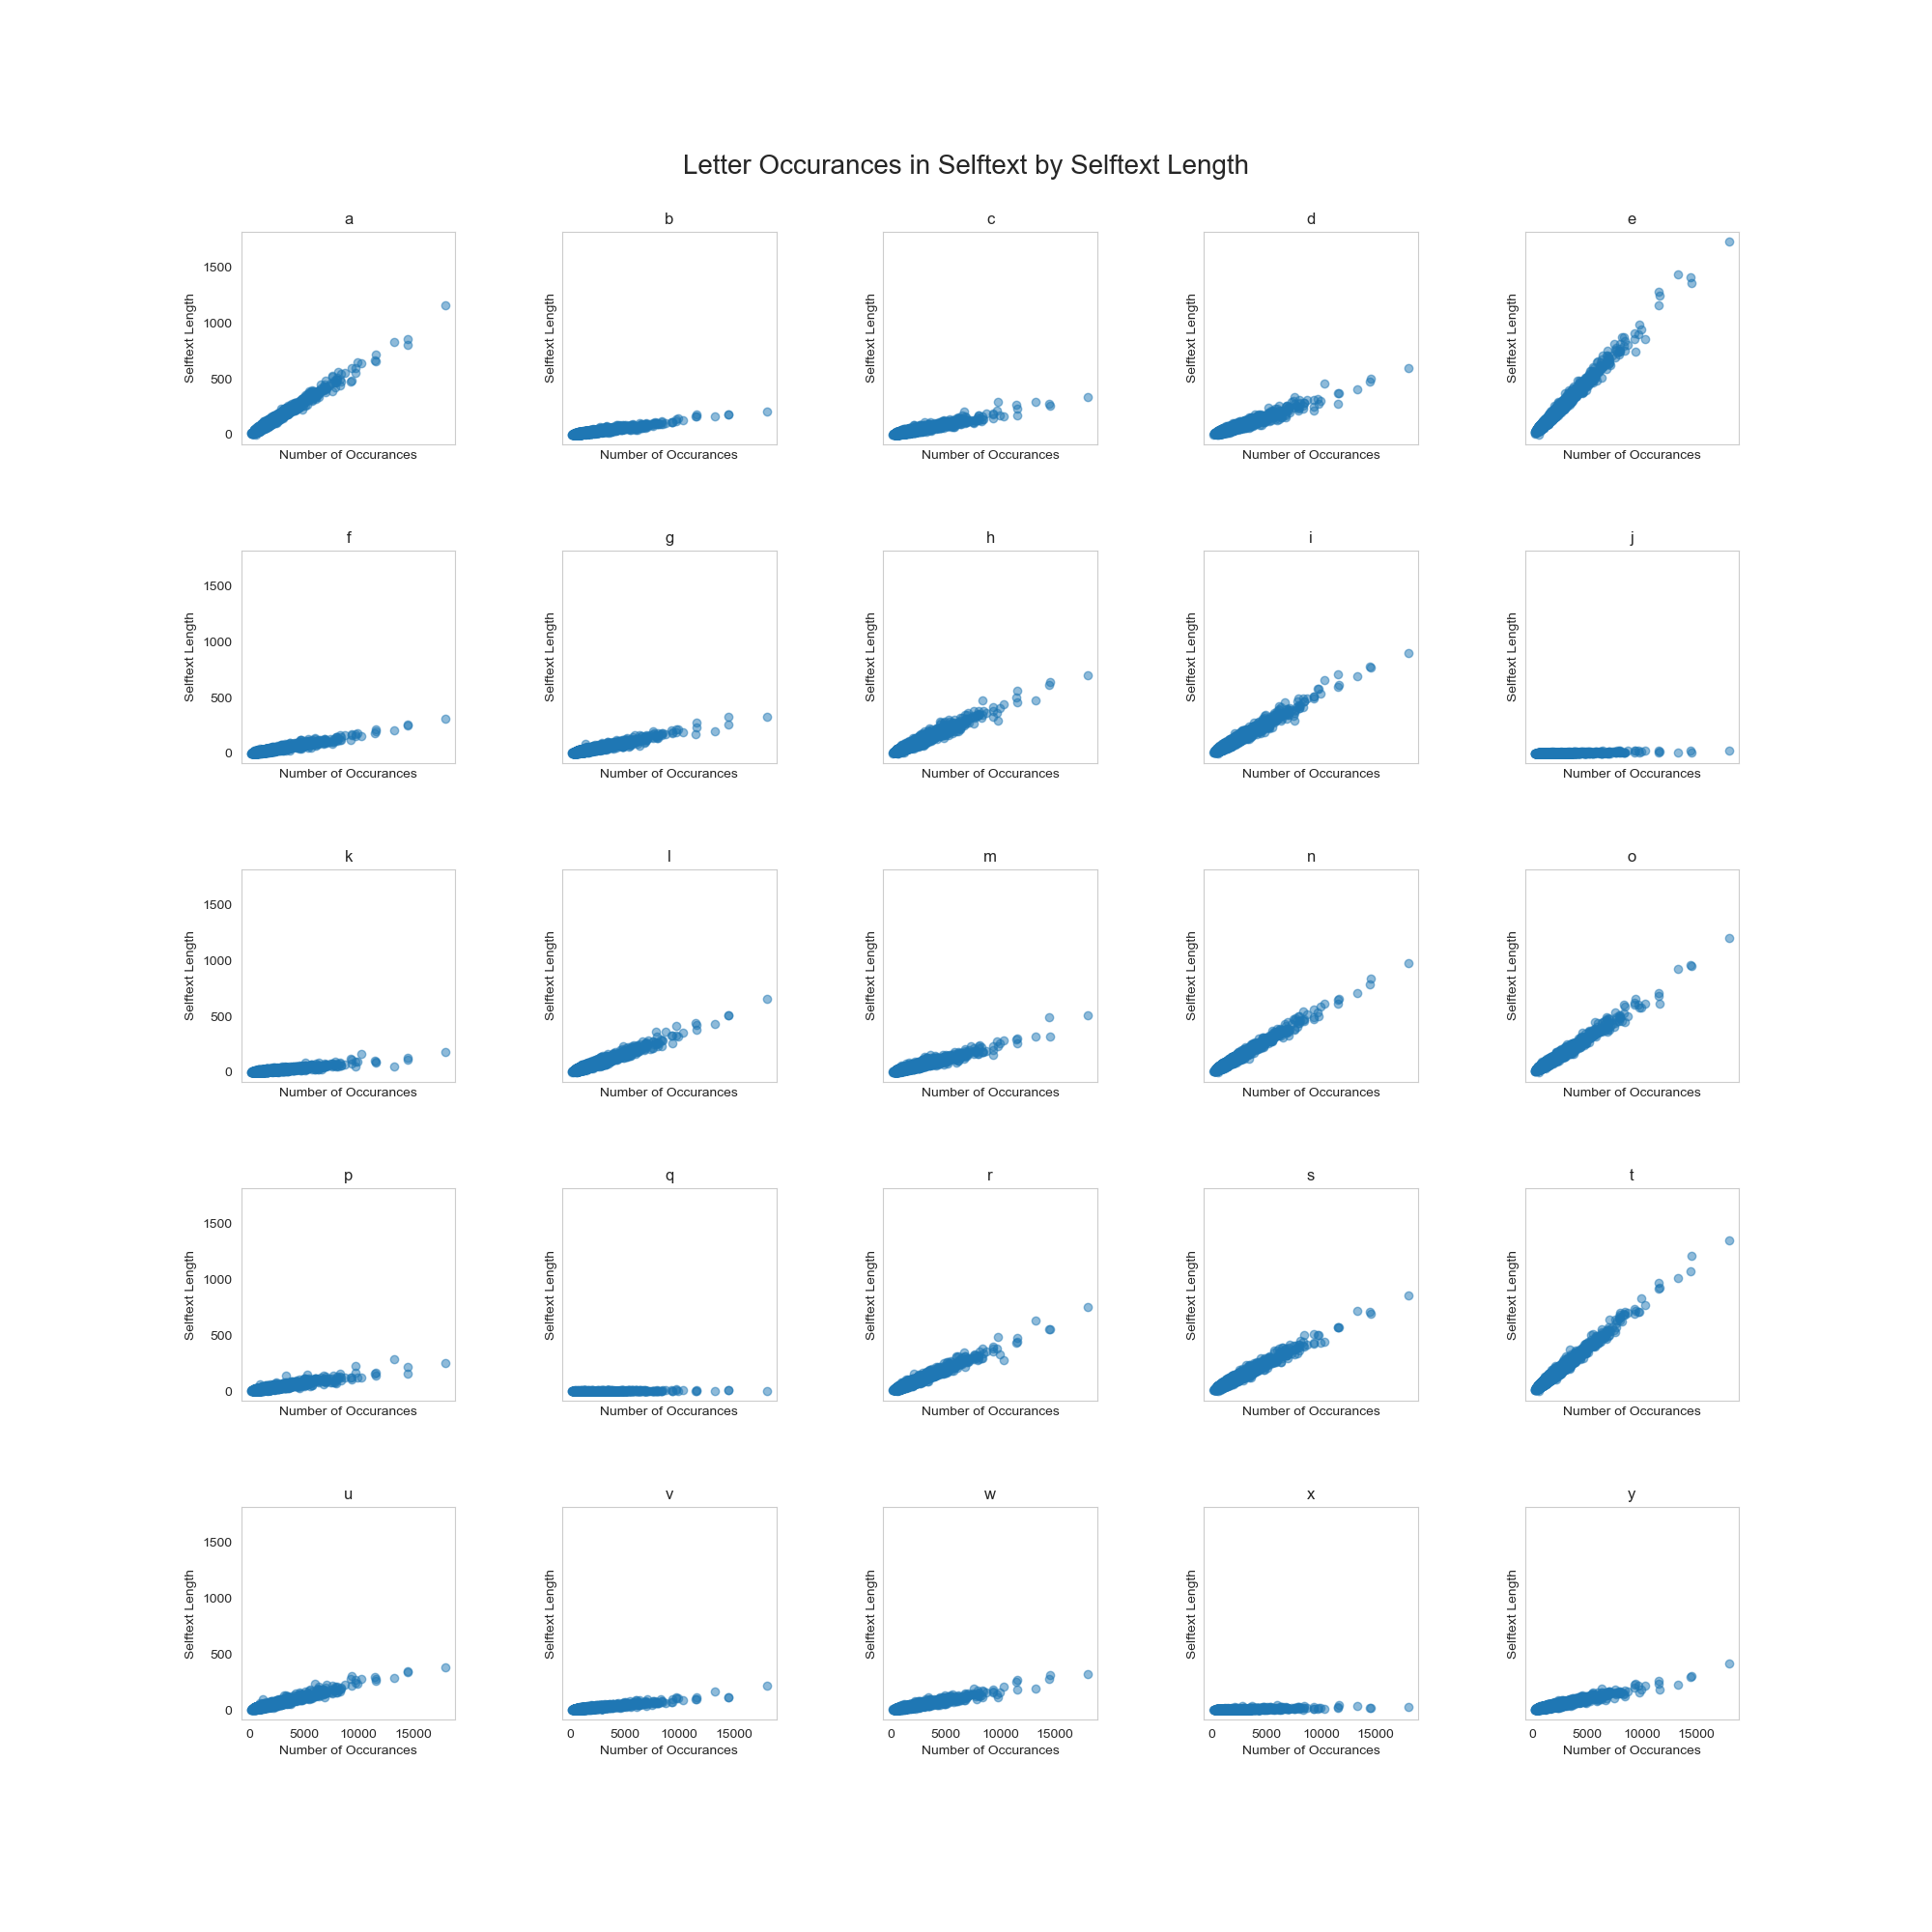 Letter Occurances in Selftext by Selftext Length
a b c d e
1500
1000
500
0
Selftext Length Selftext Length Selftext Length Selftext Length Selftext Length
Number of Occurances Number of Occurances Number of Occurances Number of Occurances Number of Occurances
f g h i j
1500
1000
500
0
Selftext Length Selftext Length Selftext Length Selftext Length Selftext Length
Number of Occurances Number of Occurances Number of Occurances Number of Occurances Number of Occurances
k l m n o
1500
1000
500
0
Selftext Length Selftext Length Selftext Length Selftext Length Selftext Length
Number of Occurances Number of Occurances Number of Occurances Number of Occurances Number of Occurances
p q r s t
1500
1000
500
0
Selftext Length Selftext Length Selftext Length Selftext Length Selftext Length
Number of Occurances Number of Occurances Number of Occurances Number of Occurances Number of Occurances
u v w x y
1500
1000
500
0
Selftext Length Selftext Length Selftext Length Selftext Length Selftext Length
0 5000 10000 15000 0 5000 10000 15000 0 5000 10000 15000 0 5000 10000 15000 0 5000 10000 15000
Number of Occurances Number of Occurances Number of Occurances Number of Occurances Number of Occurances